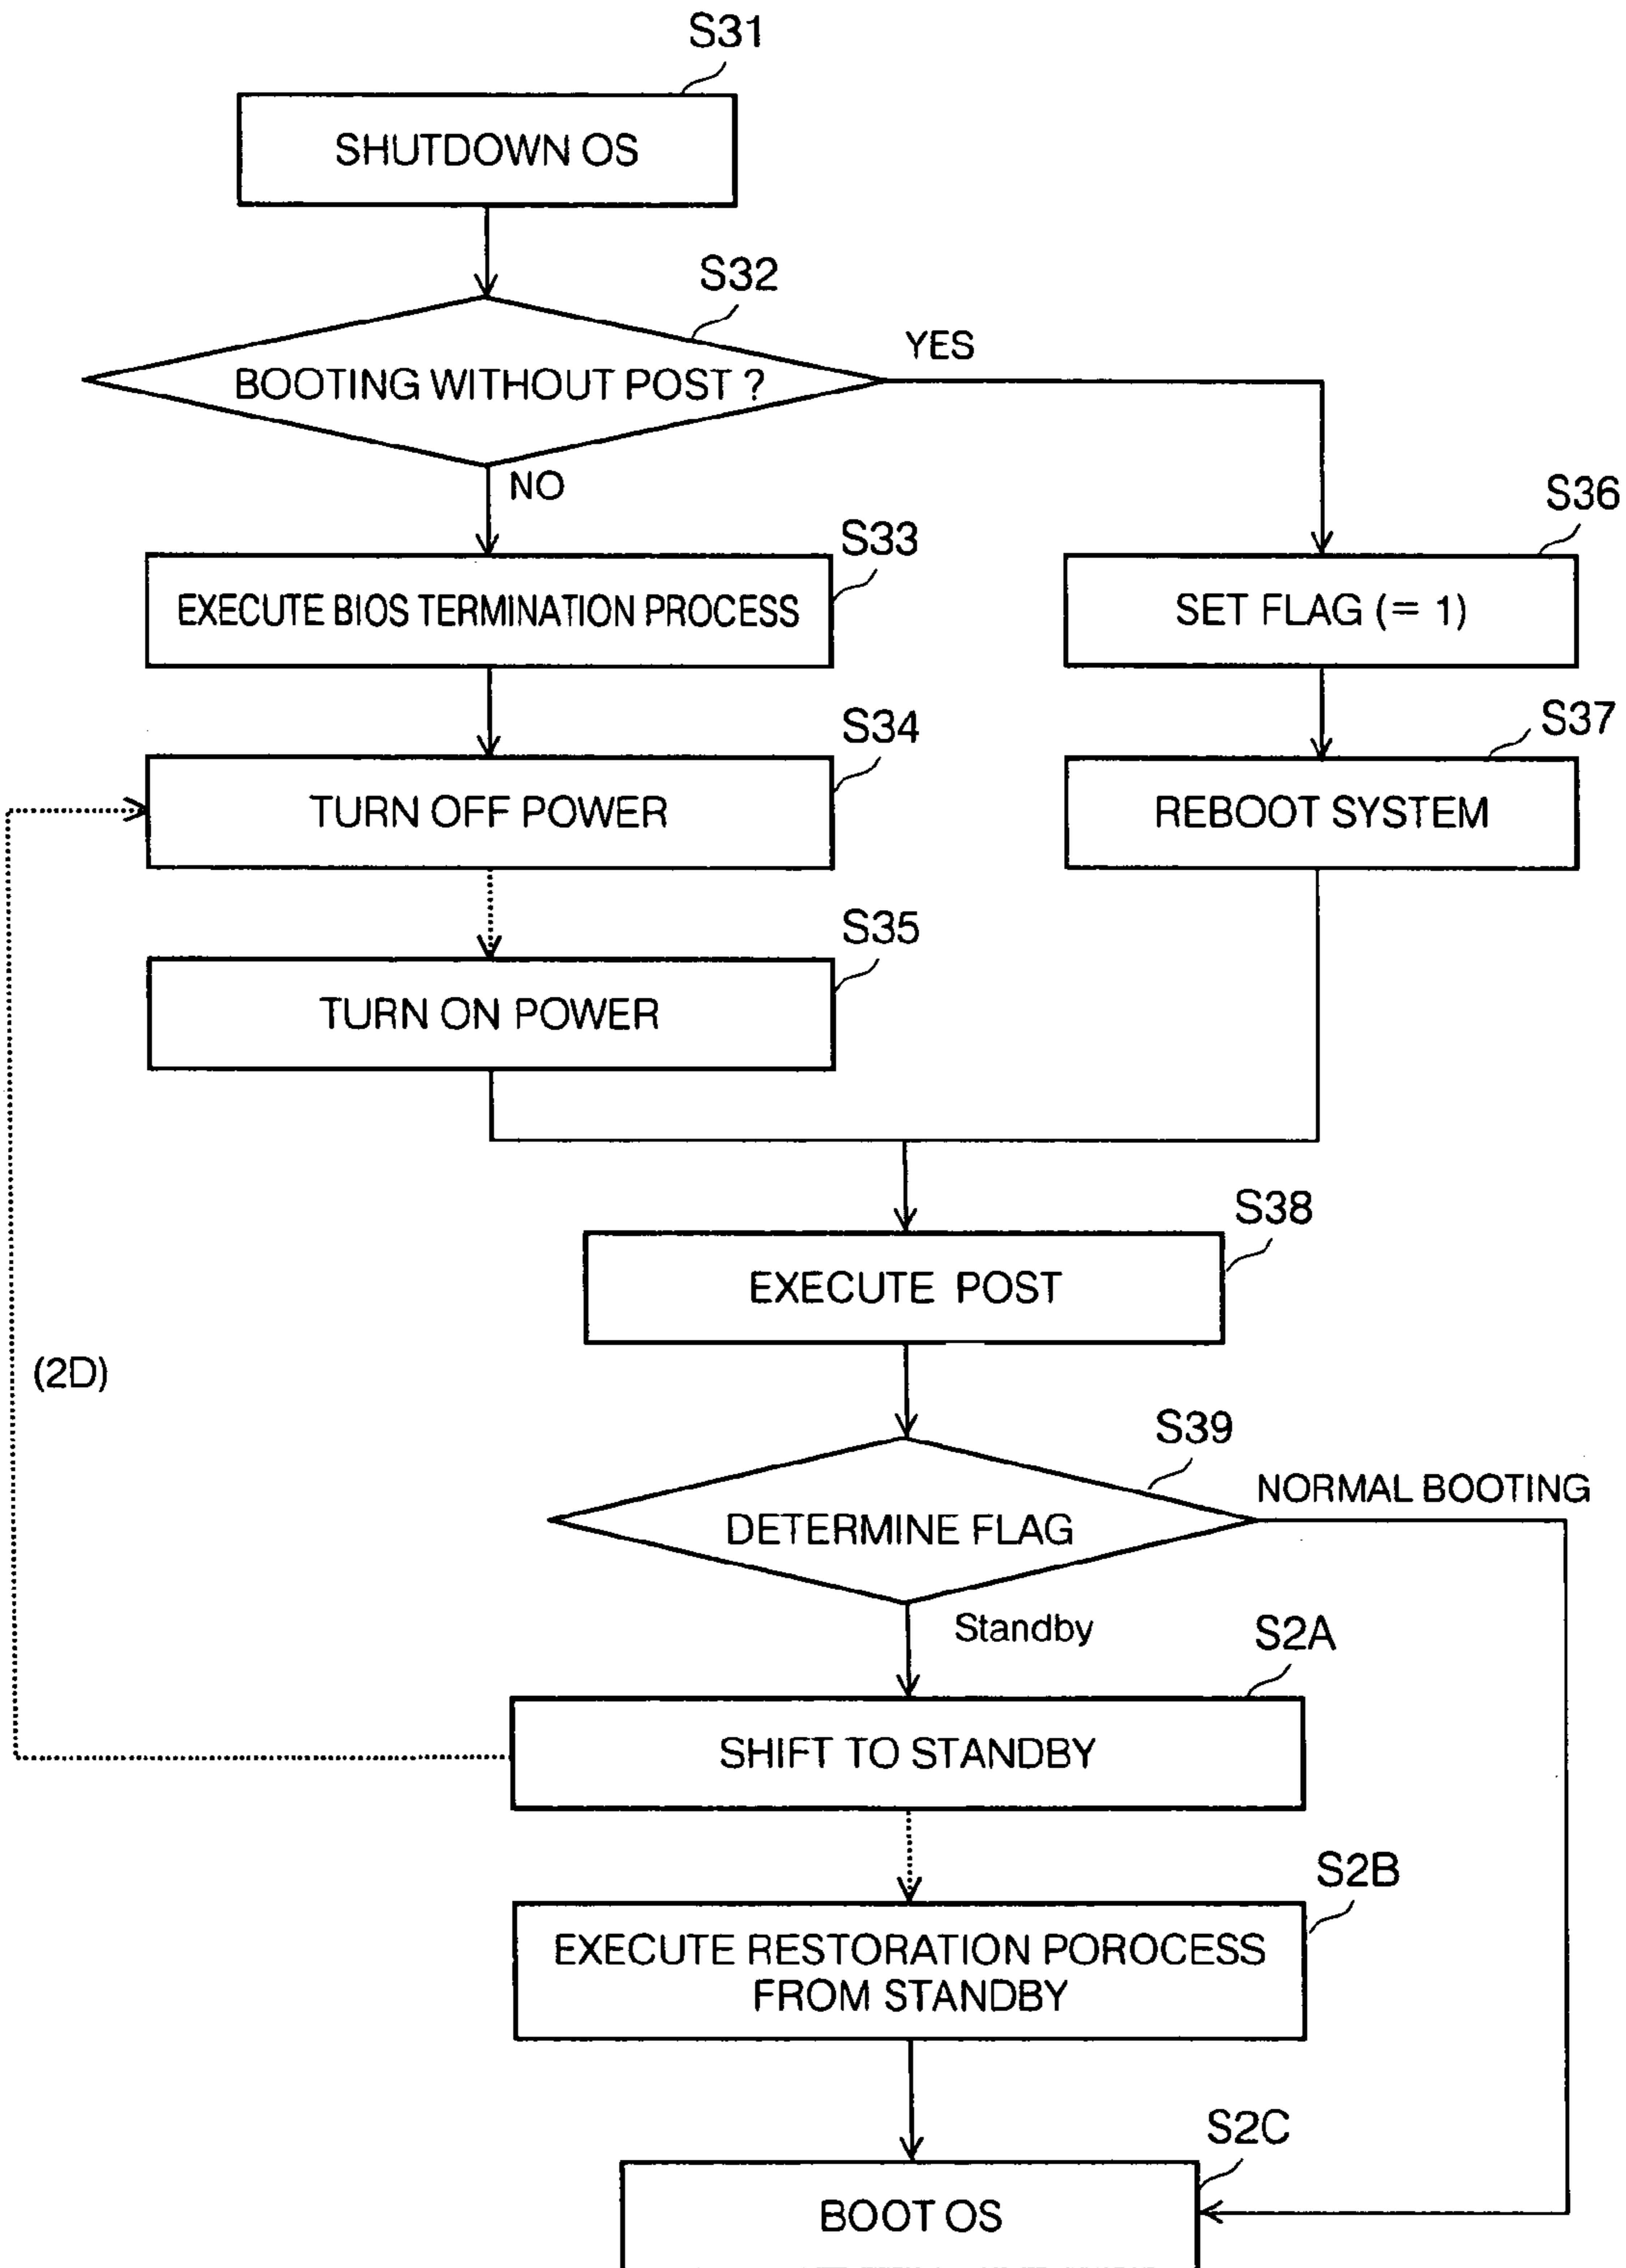 S31
SHUTDOWN OS
S32
YES
BOOTING WITHOUT POST ?
NO
S36
S33
EXECUTE BIOS TERMINATION PROCESS
SET FLAG (= 1)
S34
S37
TURN OFF POWER
REBOOT SYSTEM
S35
TURN ON POWER
S38
EXECUTE POST
(2D)
S39
NORMAL BOOTING
DETERMINE FLAG
Standby
S2A
SHIFT TO STANDBY
S2B
EXECUTE RESTORATION POROCESS
FROM STANDBY
S2C
BOOT OS